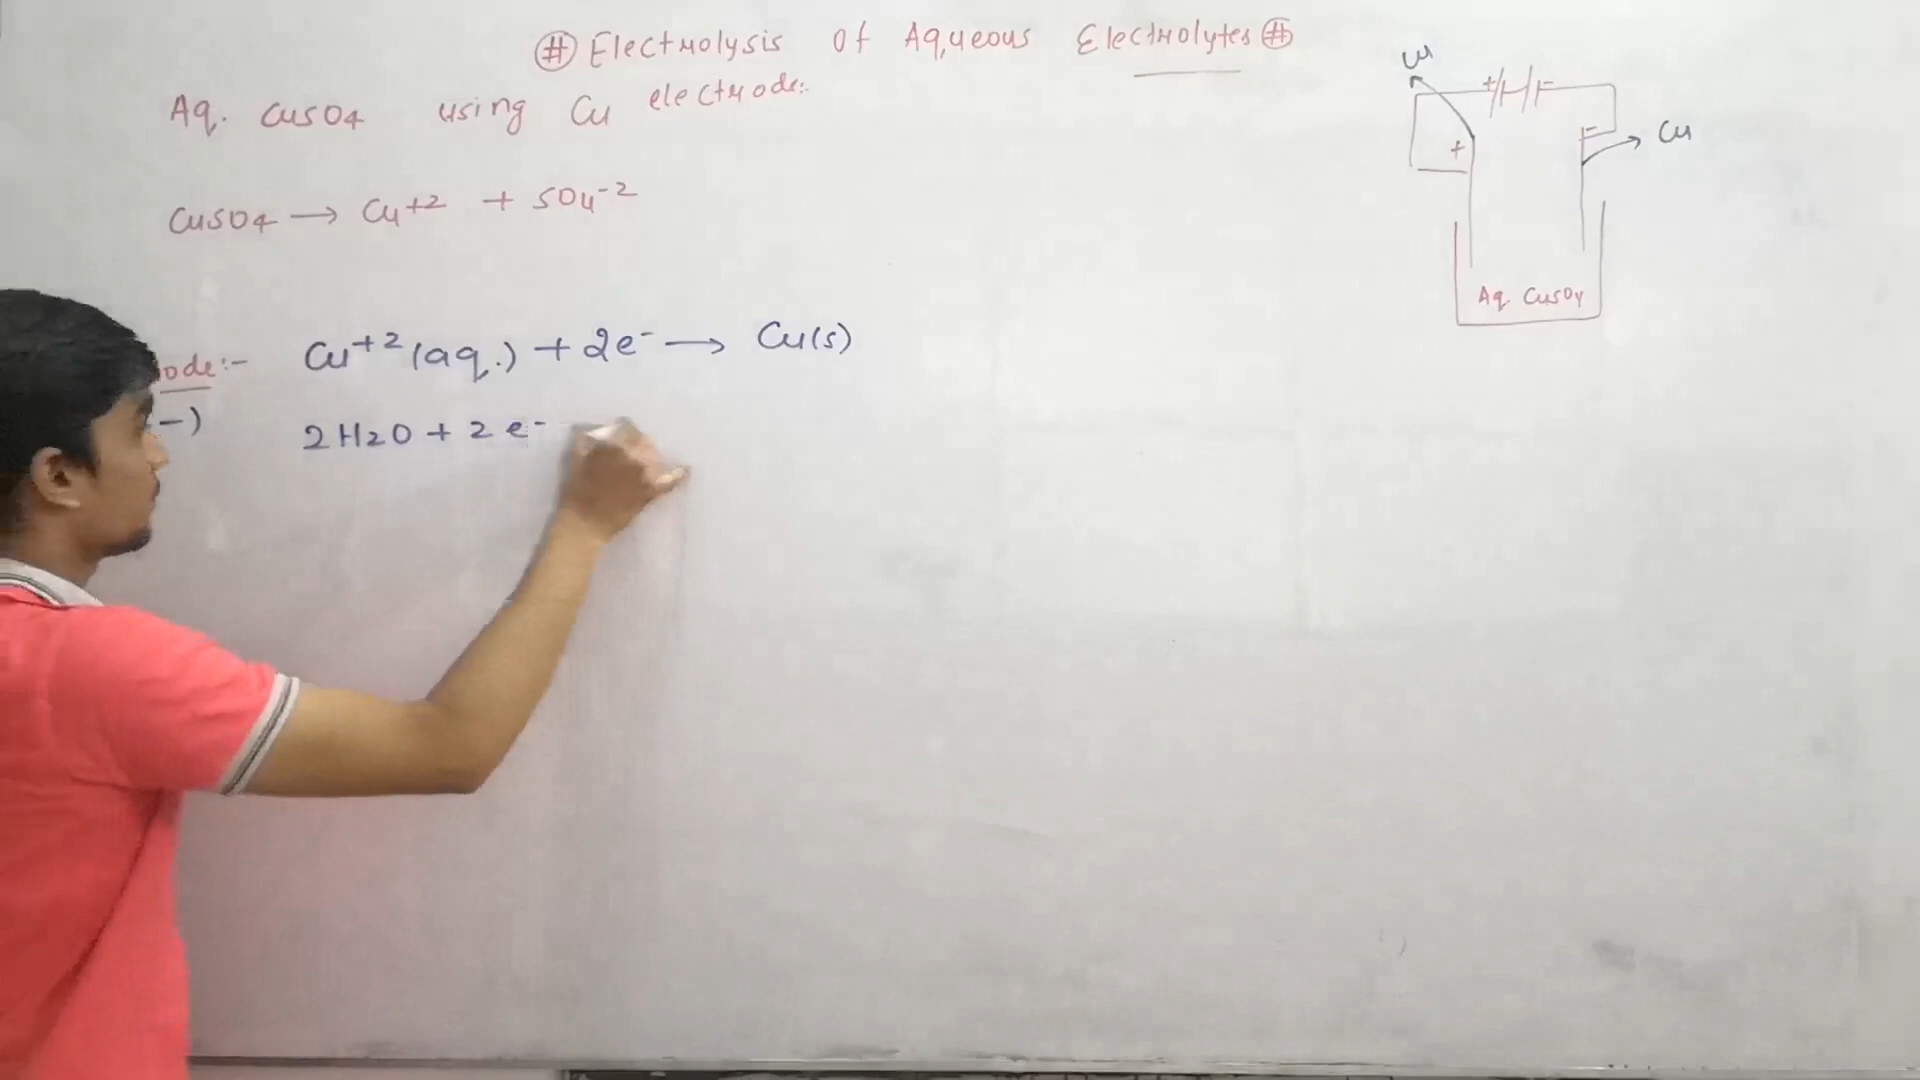 # Electrolysis of Aqueous Electrolytes #
Aq. CuSO4 using Cu electrode:
CuSO4 → Cu+2 + SO4-2
ode:- Cu+2 (aq.) + 2e- → Cu(s)
-) 2H2O + 2e-
Cu
+ -
+ -
Cu
Aq. CuSO4